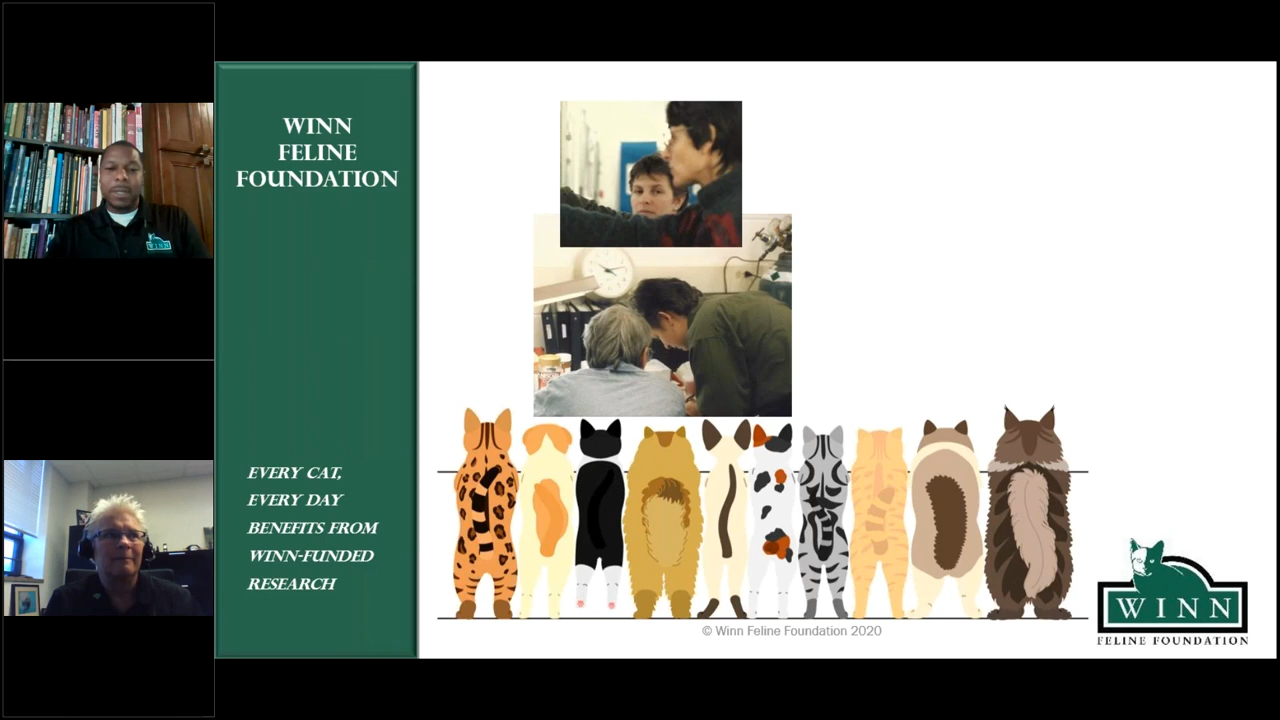 WINN
FELINE
FOUNDATION
EVERY CAT,
EVERY DAY
BENEFITS FROM
WINN-FUNDED
RESEARCH
© Winn Feline Foundation 2020
WINN
FELINE FOUNDATION
WINN